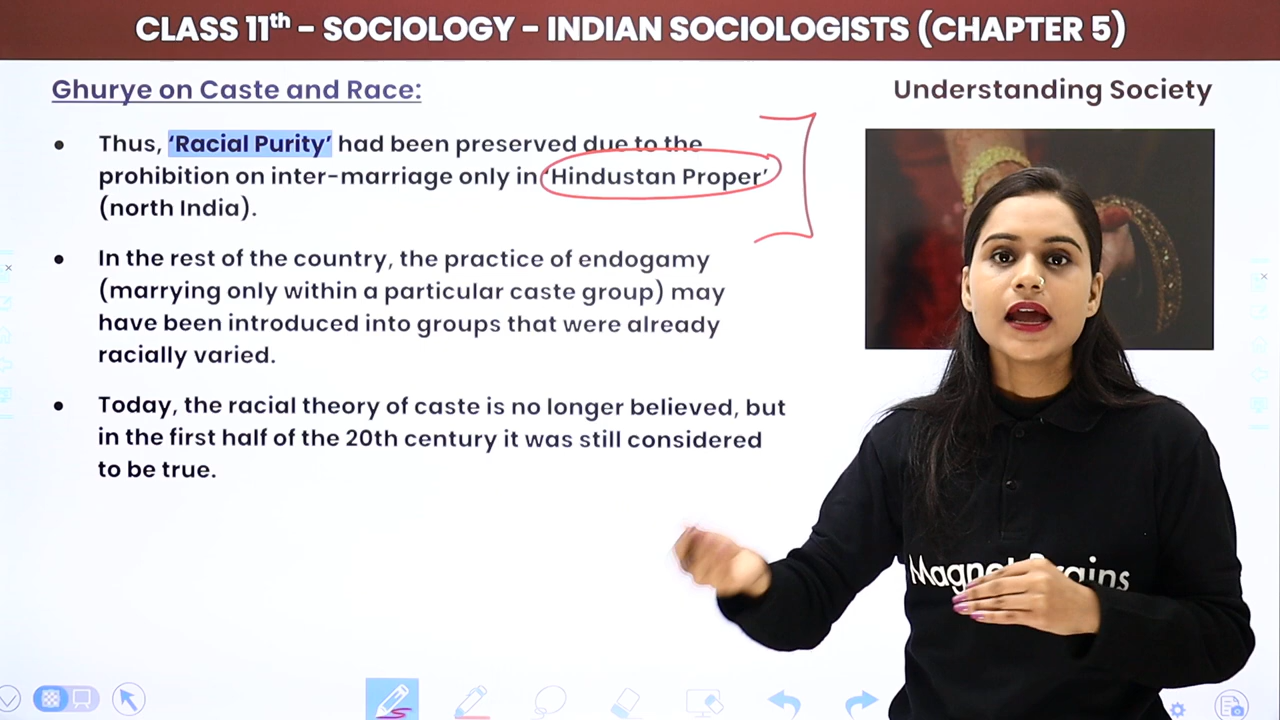 CLASS 11th – SOCIOLOGY – INDIAN SOCIOLOGISTS (CHAPTER 5)
Ghurye on Caste and Race:
Understanding Society
• Thus, ‘Racial Purity’ had been preserved due to the
prohibition on inter-marriage only in ‘Hindustan Proper’
(north India).
• In the rest of the country, the practice of endogamy
(marrying only within a particular caste group) may
have been introduced into groups that were already
racially varied.
• Today, the racial theory of caste is no longer believed, but
in the first half of the 20th century it was still considered
to be true.
Magnet Brains